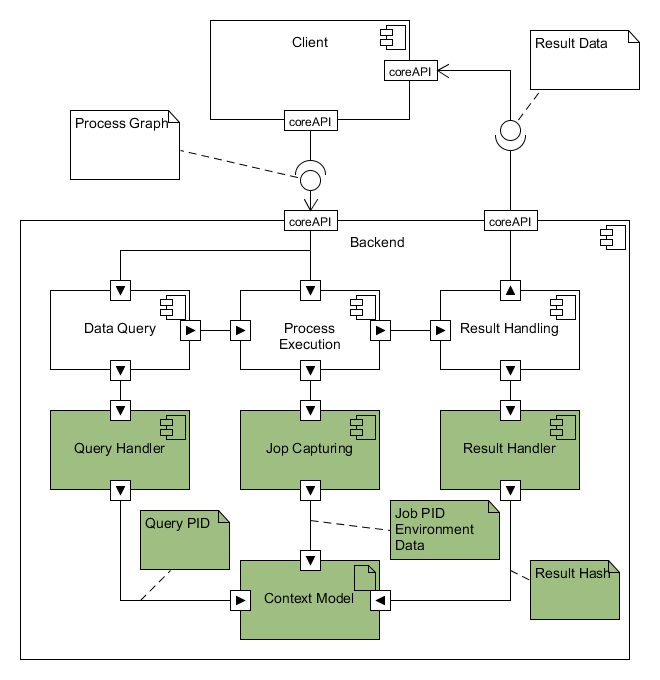 Client
Result Data
coreAPI
Process Graph
coreAPI
coreAPI
coreAPI
Backend
Data Query
Process
Execution
Result Handling
Query Handler
Jop Capturing
Result Handler
Query PID
Job PID
Environment
Data
Context Model
Result Hash